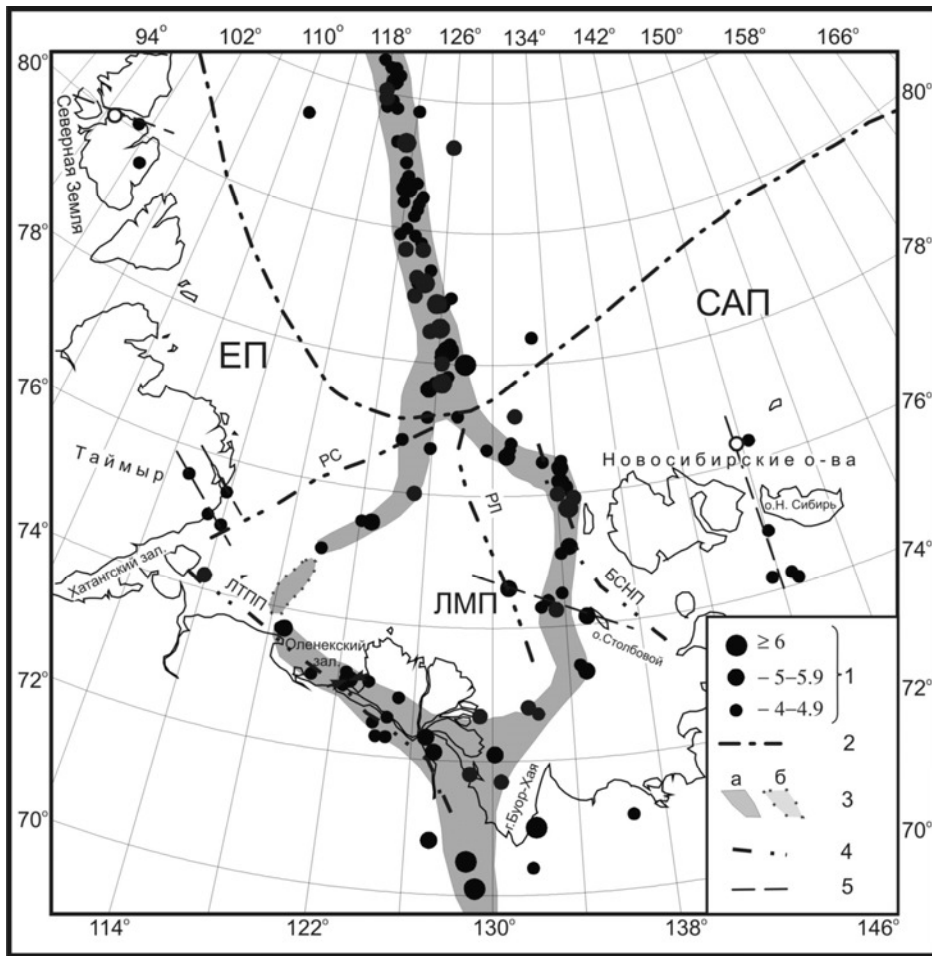 94° 102° 110° 118° 126° 134° 142° 150° 158° 166°
80° 80°
Северная Земля
78° 78°
САП
ЕП
76° 76°
Таймыр
РС
Новосибирские о-ва
РЛ
о.Н. Сибирь
74° 74°
Хатангский зал.
ЛТПП
ЛМП
БСНП
о.Столбовой
Оленекский
зал.
72° 72°
г.Буор-Хая
70° 70°
≥ 6
– 5–5.9
– 4–4.9
1
2
а б
3
4
5
114° 122° 130° 138° 146°